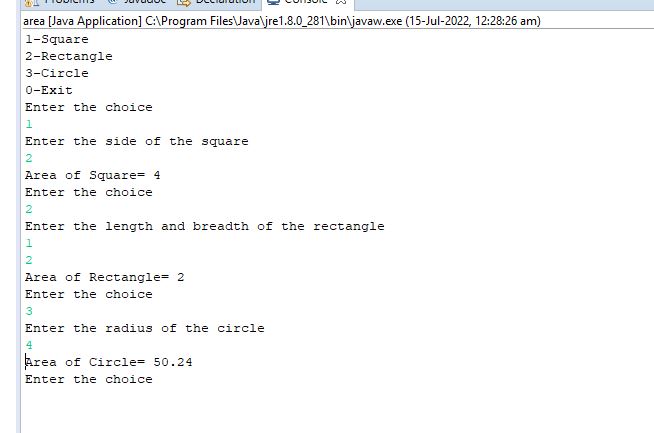 Problems @ Javadoc Declaration Console
area [Java Application] C:\Program Files\Java\jre1.8.0_281\bin\javaw.exe (15-Jul-2022, 12:28:26 am)
1-Square
2-Rectangle
3-Circle
0-Exit
Enter the choice
1
Enter the side of the square
2
Area of Square= 4
Enter the choice
2
Enter the length and breadth of the rectangle
1
2
Area of Rectangle= 2
Enter the choice
3
Enter the radius of the circle
4
Area of Circle= 50.24
Enter the choice